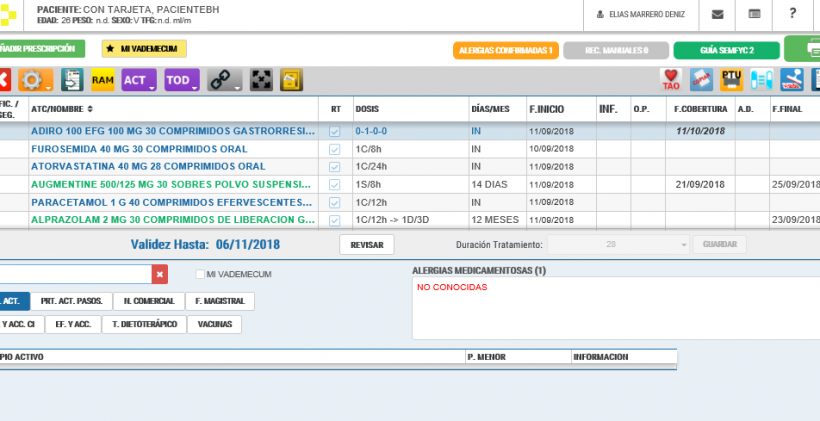 PACIENTE: CON TARJETA, PACIENTEBH
EDAD: 26 PESO: n.d. SEXO: V TFG: n.d. ml/m
ELIAS MARRERO DENIZ
?
ÑADIR PRESCRIPCIÓN
MI VADEMECUM
ALERGIAS CONFIRMADAS 1
REC. MANUALES 0
GUÍA SEMFYC 2
RAM
ACT
TOD
TAO
PTU
FIC. / SEG.
ATC/NOMBRE
RT
DOSIS
DÍAS/MES
F.INICIO
INF.
O.P.
F.COBERTURA
A.D.
F.FINAL
ADIRO 100 EFG 100 MG 30 COMPRIMIDOS GASTRORRESI... 0-1-0-0 IN 11/09/2018 11/10/2018
FUROSEMIDA 40 MG 30 COMPRIMIDOS ORAL 1C/8h IN 10/09/2018
ATORVASTATINA 40 MG 28 COMPRIMIDOS ORAL 1C/24h IN 11/09/2018
AUGMENTINE 500/125 MG 30 SOBRES POLVO SUSPENSI... 1S/8h 14 DIAS 11/09/2018 21/09/2018 25/09/2018
PARACETAMOL 1 G 40 COMPRIMIDOS EFERVESCENTES... 1C/12h IN 11/09/2018
ALPRAZOLAM 2 MG 30 COMPRIMIDOS DE LIBERACION G... 1C/12h -> 1D/3D 12 MESES 11/09/2018 23/09/2018
Validez Hasta: 06/11/2018
REVISAR
Duración Tratamiento:
28
GUARDAR
MI VADEMECUM
ALERGIAS MEDICAMENTOSAS (1)
NO CONOCIDAS
. ACT.
PRT. ACT. PASOS.
N. COMERCIAL
F. MAGISTRAL
Y ACC. CI
EF. Y ACC.
T. DIETOTERÁPICO
VACUNAS
PIO ACTIVO
P. MENOR
INFORMACION